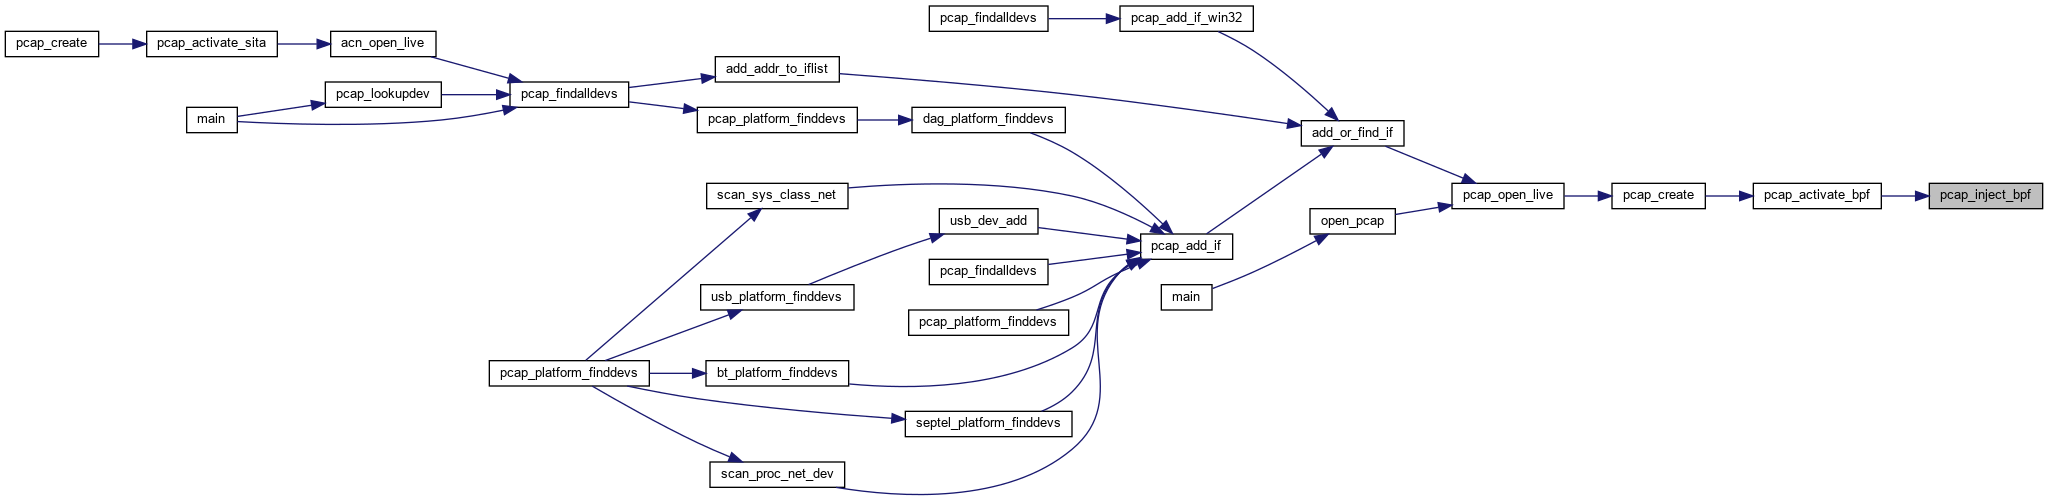 pcap_findalldevs
pcap_add_if_win32
pcap_create
pcap_activate_sita
acn_open_live
add_addr_to_iflist
pcap_lookupdev
pcap_findalldevs
main
pcap_platform_finddevs
dag_platform_finddevs
add_or_find_if
scan_sys_class_net
pcap_open_live
pcap_create
pcap_activate_bpf
pcap_inject_bpf
usb_dev_add
open_pcap
pcap_add_if
pcap_findalldevs
usb_platform_finddevs
main
pcap_platform_finddevs
pcap_platform_finddevs
bt_platform_finddevs
septel_platform_finddevs
scan_proc_net_dev